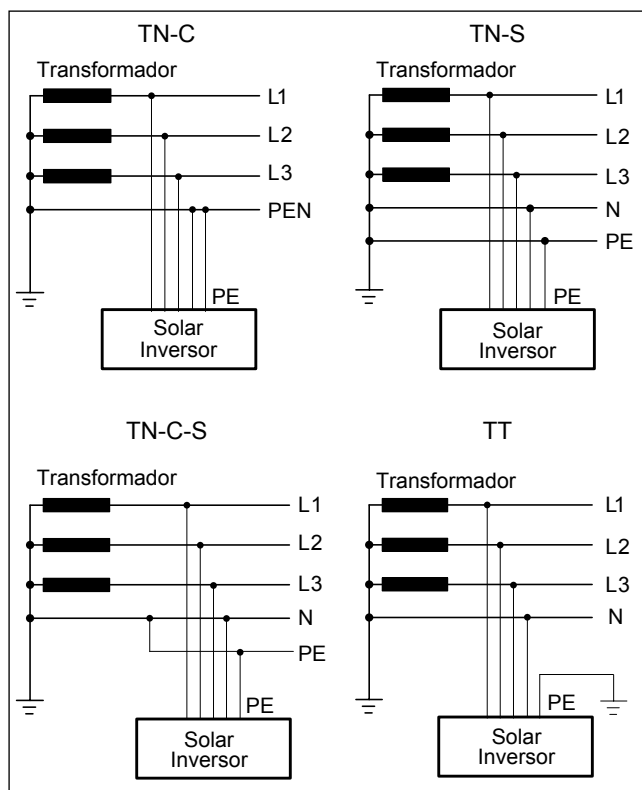 TN-C
Transformador
L1
L2
L3
PEN
PE
Solar
Inversor
TN-S
Transformador
L1
L2
L3
N
PE
PE
Solar
Inversor
TN-C-S
Transformador
L1
L2
L3
N
PE
PE
Solar
Inversor
TT
Transformador
L1
L2
L3
N
PE
Solar
Inversor